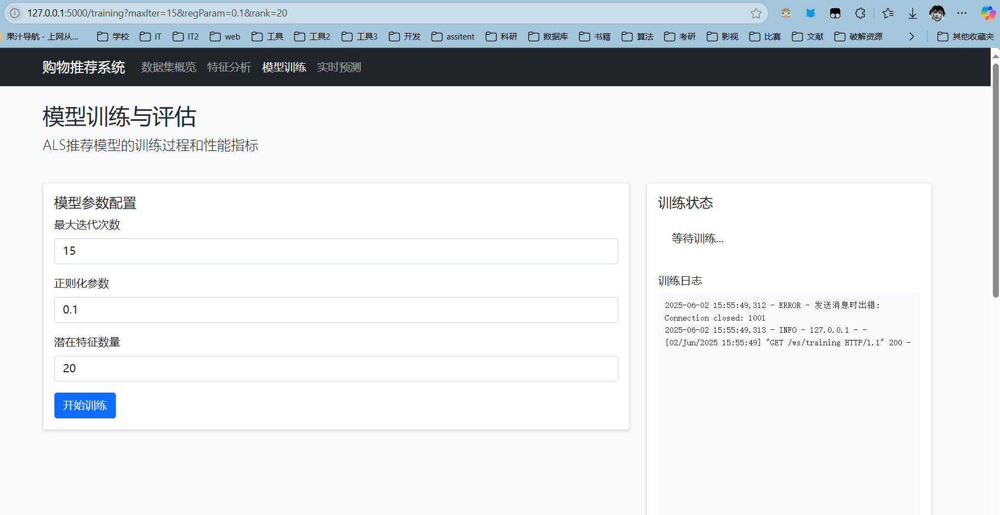 127.0.0.1:5000/training?maxIter=15&regParam=0.1&rank=20
果汁导航 - 上网从... 学校 IT IT2 web 工具 工具2 工具3 开发 assitent 科研 数据库 书籍 算法 考研 影视 比赛 文献 破解资源 其他收藏夹
购物推荐系统 数据集概览 特征分析 模型训练 实时预测
模型训练与评估
ALS推荐模型的训练过程和性能指标
模型参数配置
最大迭代次数
15
正则化参数
0.1
潜在特征数量
20
开始训练
训练状态
等待训练...
训练日志
2025-06-02 15:55:49,312 - ERROR - 发送消息时出错:
Connection closed: 1001
2025-06-02 15:55:49,313 - INFO - 127.0.0.1 - -
[02/Jun/2025 15:55:49] "GET /ws/training HTTP/1.1" 200 -